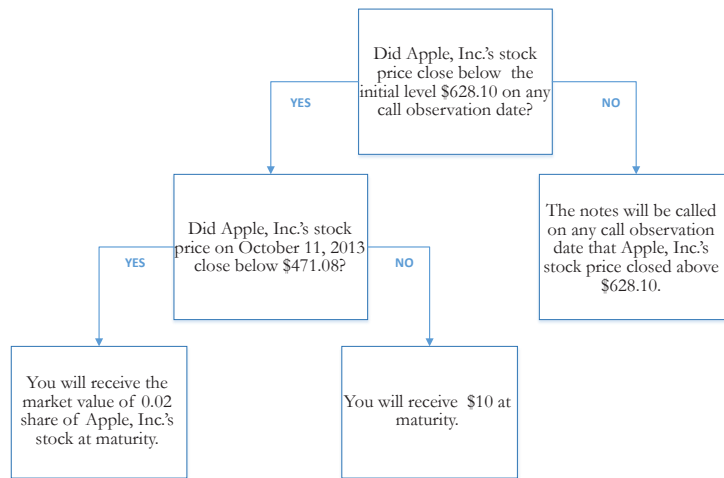 Did Apple, Inc.'s stock
price close below the
initial level $628.10 on any
call observation date?
YES
NO
Did Apple, Inc.'s stock
price on October 11, 2013
close below $471.08?
The notes will be called
on any call observation
date that Apple, Inc.'s
stock price closed above
$628.10.
YES
NO
You will receive the
market value of 0.02
share of Apple, Inc.'s
stock at maturity.
You will receive $10 at
maturity.